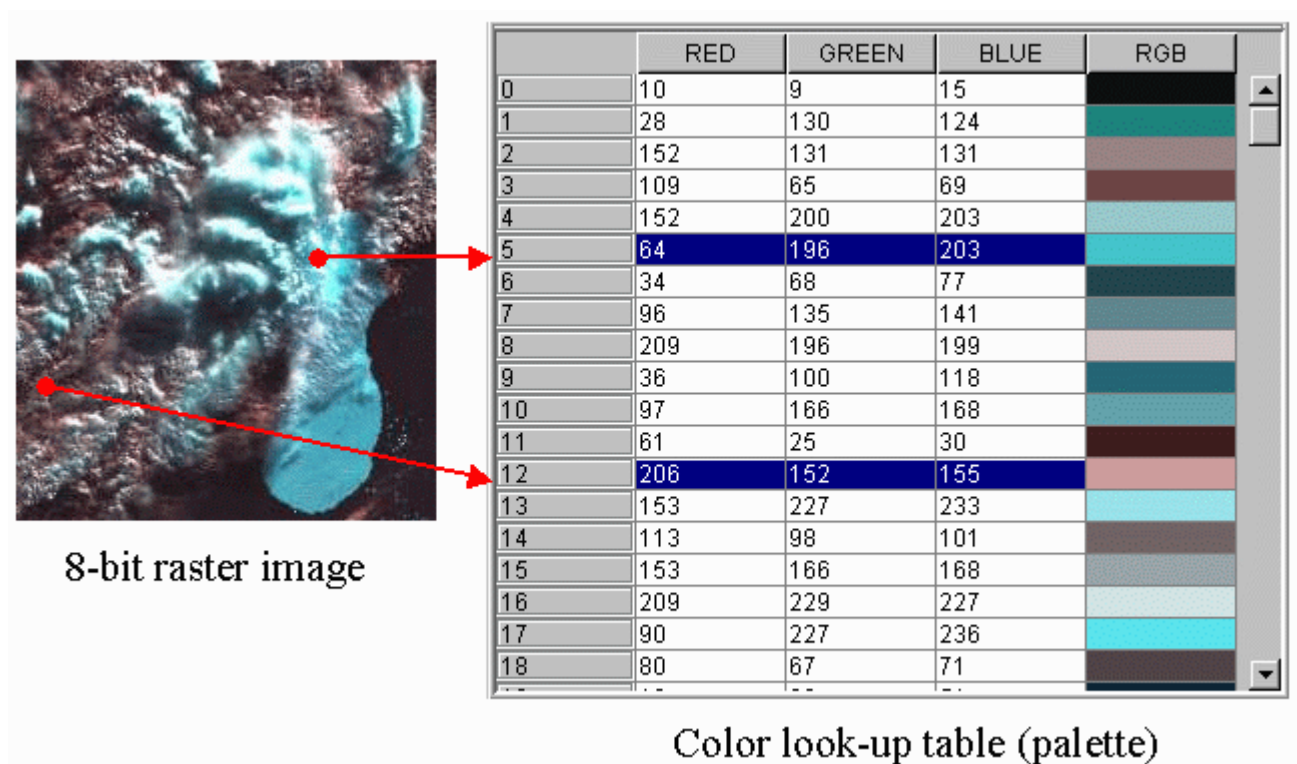 RED GREEN BLUE RGB
0 10 9 15
1 28 130 124
2 152 131 131
3 109 65 69
4 152 200 203
5 64 196 203
6 34 68 77
7 96 135 141
8 209 196 199
9 36 100 118
10 97 166 168
11 61 25 30
12 206 152 155
13 153 227 233
14 113 98 101
15 153 166 168
16 209 229 227
17 90 227 236
18 80 67 71
8-bit raster image
Color look-up table (palette)